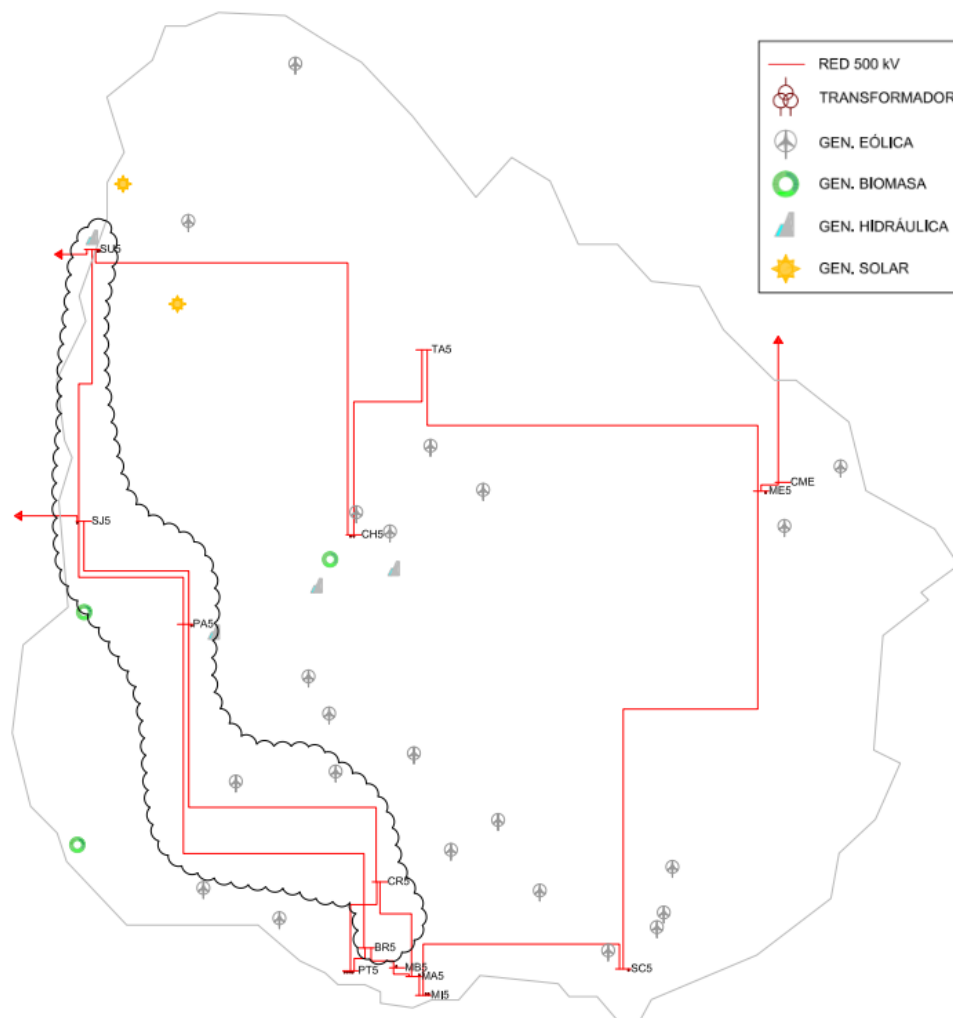 RED 500 kV
TRANSFORMADOR
GEN. EÓLICA
GEN. BIOMASA
GEN. HIDRÁULICA
GEN. SOLAR
SU5
TA5
CME
ME5
SJ5
CH5
PA5
CR5
BR5
MB5
PT5
MA5
SC5
MI5